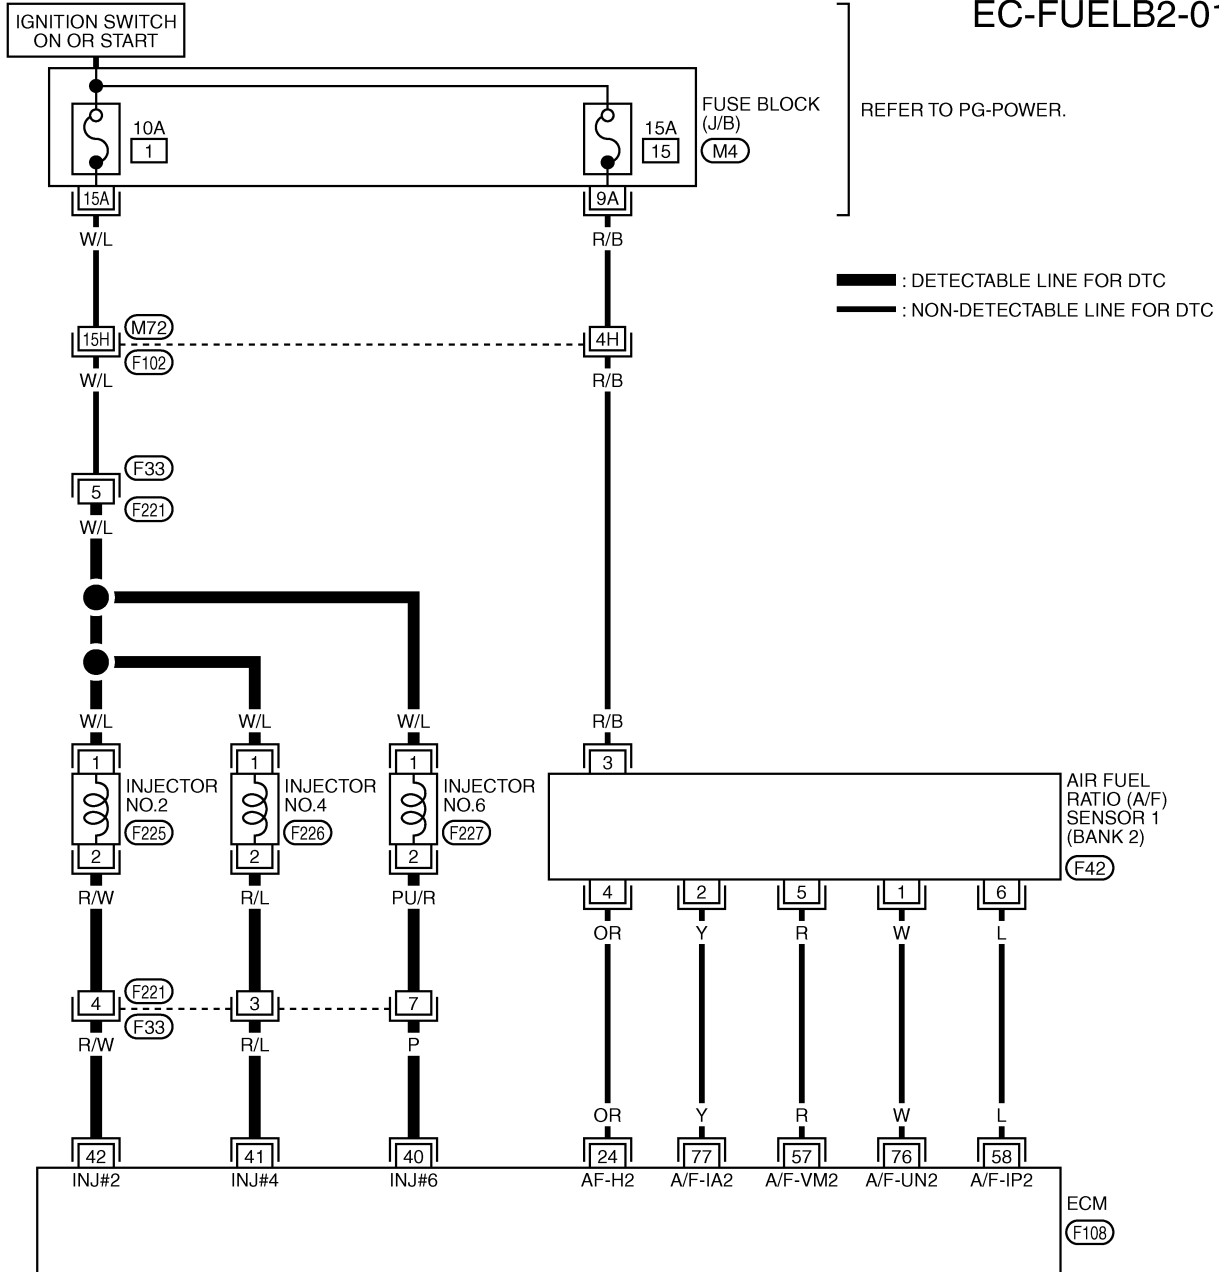 EC-FUELB2-01
IGNITION SWITCH
ON OR START
10A
1
15A
15
FUSE BLOCK
(J/B)
M4
REFER TO PG-POWER.
15A
9A
W/L
R/B
: DETECTABLE LINE FOR DTC
: NON-DETECTABLE LINE FOR DTC
15H
M72
F102
4H
W/L
R/B
5
F33
F221
W/L
W/L
W/L
W/L
R/B
1
1
1
3
INJECTOR
NO.2
F225
INJECTOR
NO.4
F226
INJECTOR
NO.6
F227
AIR FUEL
RATIO (A/F)
SENSOR 1
(BANK 2)
F42
2
2
2
4
2
5
1
6
R/W
R/L
PU/R
OR
Y
R
W
L
4
F221
F33
3
7
R/W
R/L
P
OR
Y
R
W
L
42
41
40
24
77
57
76
58
INJ#2
INJ#4
INJ#6
AF-H2
A/F-IA2
A/F-VM2
A/F-UN2
A/F-IP2
ECM
F108